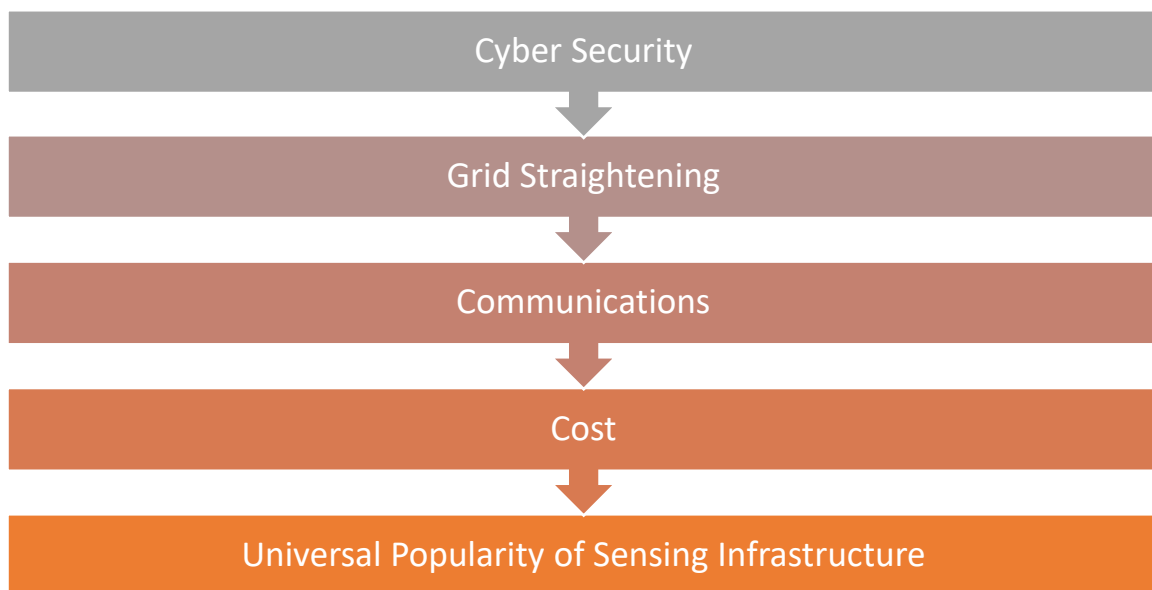 Cyber Security
Grid Straightening
Communications
Cost
Universal Popularity of Sensing Infrastructure